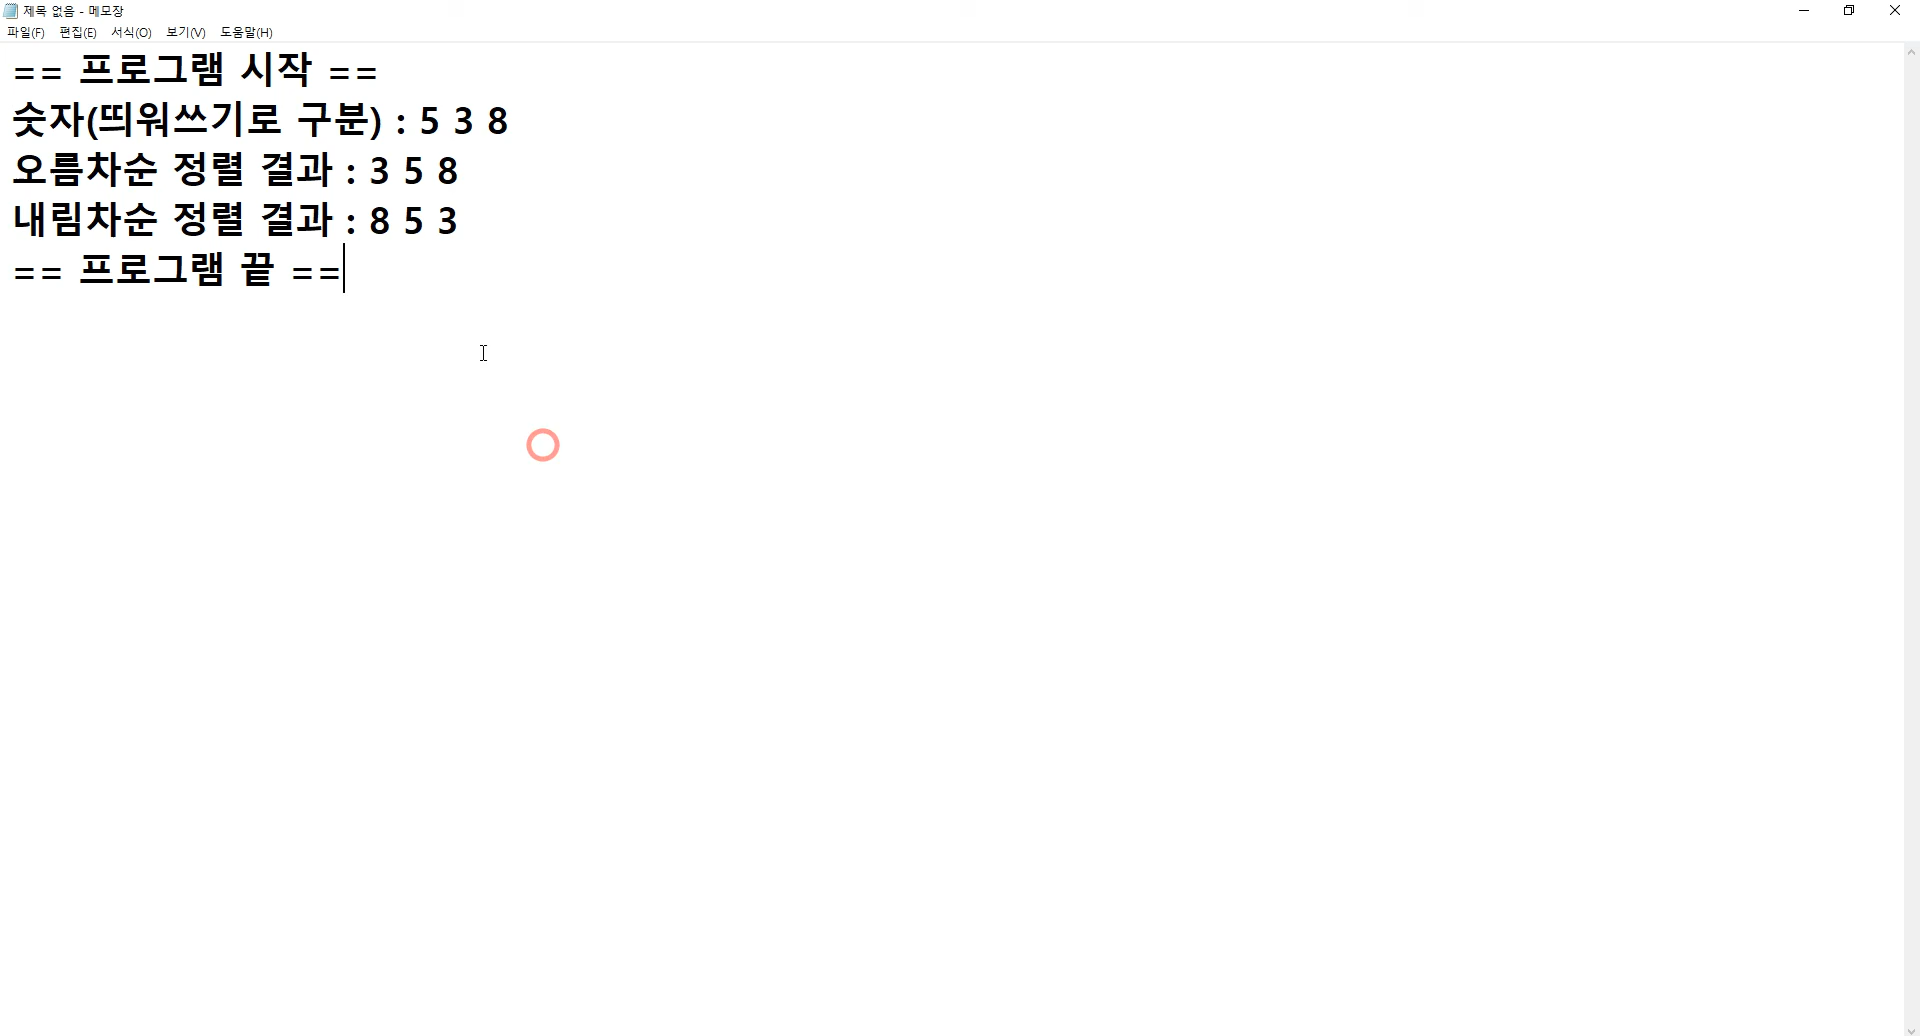 제목 없음 - 메모장
파일(F) 편집(E) 서식(O) 보기(V) 도움말(H)
== 프로그램 시작 ==
숫자(띄워쓰기로 구분) : 5 3 8
오름차순 정렬 결과 : 3 5 8
내림차순 정렬 결과 : 8 5 3
== 프로그램 끝 ==